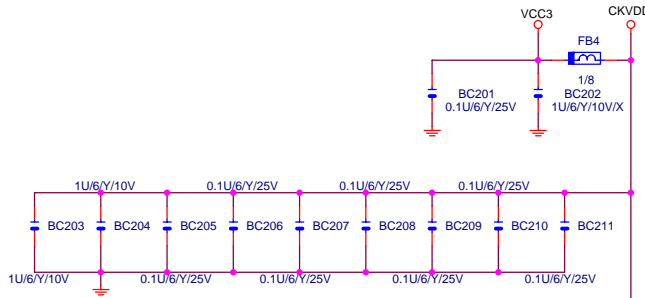 VCC3 CKVDD
FB4
1/8
BC201 BC202
0.1U/6/Y/25V 1U/6/Y/10V/X
1U/6/Y/10V 0.1U/6/Y/25V 0.1U/6/Y/25V 0.1U/6/Y/25V
BC203 BC204 BC205 BC206 BC207 BC208 BC209 BC210 BC211
1U/6/Y/10V 0.1U/6/Y/25V 0.1U/6/Y/25V 0.1U/6/Y/25V 0.1U/6/Y/25V